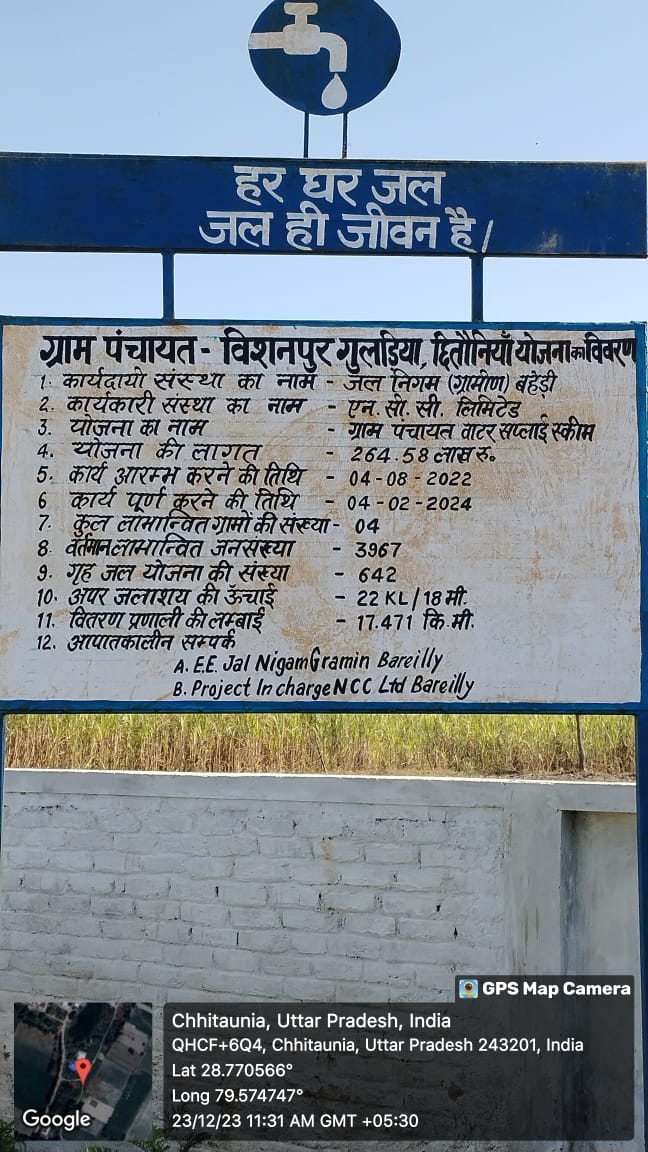 हर घर जल
जल ही जीवन है।
ग्राम पंचायत - विशनपुर गुलड़िया, छितौनियाँ योजना का विवरण
1. कार्यदायी संस्था का नाम - जल निगम (ग्रामीण) बहेड़ी
2. कार्यकारी संस्था का नाम - एन. सी. सी. लिमिटेड
3. योजना का नाम - ग्राम पंचायत वाटर सप्लाई स्कीम
4. योजना की लागत - 264.58 लाख रु.
5. कार्य आरम्भ करने की तिथि - 04-08-2022
6 कार्य पूर्ण करने की तिथि - 04-02-2024
7. कुल लाभान्वित ग्रामों की संख्या - 04
8. वर्तमान लाभान्वित जनसंख्या - 3967
9. गृह जल योजना की संख्या - 642
10. अपर जलाशय की ऊँचाई - 22 KL/18 मी.
11. वितरण प्रणाली की लम्बाई - 17.471 कि.मी.
12. आपातकालीन सम्पर्क
A. E.E. Jal Nigam Gramin Bareilly
B. Project In charge NCC Ltd Bareilly
GPS Map Camera
Chhitaunia, Uttar Pradesh, India
QHCF+6Q4, Chhitaunia, Uttar Pradesh 243201, India
Lat 28.770566°
Long 79.574747°
23/12/23 11:31 AM GMT +05:30
Google